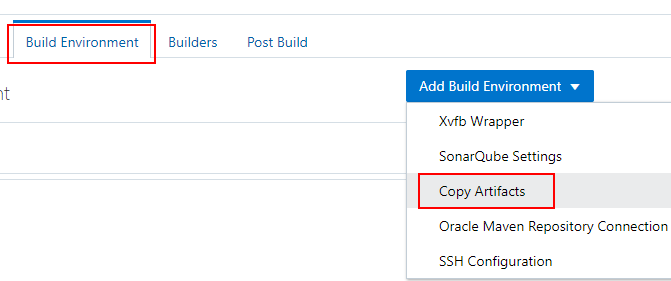 Build Environment Builders Post Build
nt
Add Build Environment
Xvfb Wrapper
SonarQube Settings
Copy Artifacts
Oracle Maven Repository Connection
SSH Configuration